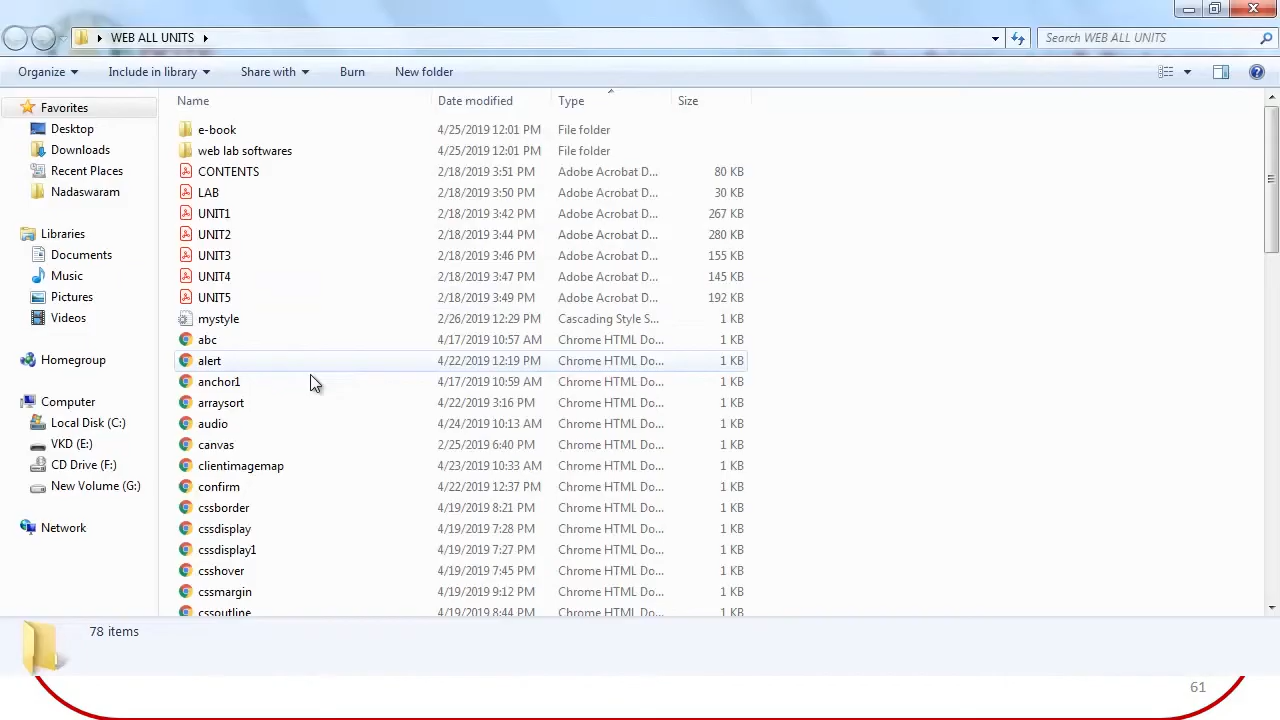 WEB ALL UNITS
Search WEB ALL UNITS
Organize Include in library Share with Burn New folder
Name Date modified Type Size
Favorites
Desktop
Downloads
Recent Places
Nadaswaram
Libraries
Documents
Music
Pictures
Videos
Homegroup
Computer
Local Disk (C:)
VKD (E:)
CD Drive (F:)
New Volume (G:)
Network
e-book 4/25/2019 12:01 PM File folder
web lab softwares 4/25/2019 12:01 PM File folder
CONTENTS 2/18/2019 3:51 PM Adobe Acrobat D... 80 KB
LAB 2/18/2019 3:50 PM Adobe Acrobat D... 30 KB
UNIT1 2/18/2019 3:42 PM Adobe Acrobat D... 267 KB
UNIT2 2/18/2019 3:44 PM Adobe Acrobat D... 280 KB
UNIT3 2/18/2019 3:46 PM Adobe Acrobat D... 155 KB
UNIT4 2/18/2019 3:47 PM Adobe Acrobat D... 145 KB
UNIT5 2/18/2019 3:49 PM Adobe Acrobat D... 192 KB
mystyle 2/26/2019 12:29 PM Cascading Style S... 1 KB
abc 4/17/2019 10:57 AM Chrome HTML Do... 1 KB
alert 4/22/2019 12:19 PM Chrome HTML Do... 1 KB
anchor1 4/17/2019 10:59 AM Chrome HTML Do... 1 KB
arraysort 4/22/2019 3:16 PM Chrome HTML Do... 1 KB
audio 4/24/2019 10:13 AM Chrome HTML Do... 1 KB
canvas 2/25/2019 6:40 PM Chrome HTML Do... 1 KB
clientimagemap 4/23/2019 10:33 AM Chrome HTML Do... 1 KB
confirm 4/22/2019 12:37 PM Chrome HTML Do... 1 KB
cssborder 4/19/2019 8:21 PM Chrome HTML Do... 1 KB
cssdisplay 4/19/2019 7:28 PM Chrome HTML Do... 1 KB
cssdisplay1 4/19/2019 7:27 PM Chrome HTML Do... 1 KB
csshover 4/19/2019 7:45 PM Chrome HTML Do... 1 KB
cssmargin 4/19/2019 9:12 PM Chrome HTML Do... 1 KB
cssoutline 4/19/2019 8:44 PM Chrome HTML Do... 1 KB
78 items
61